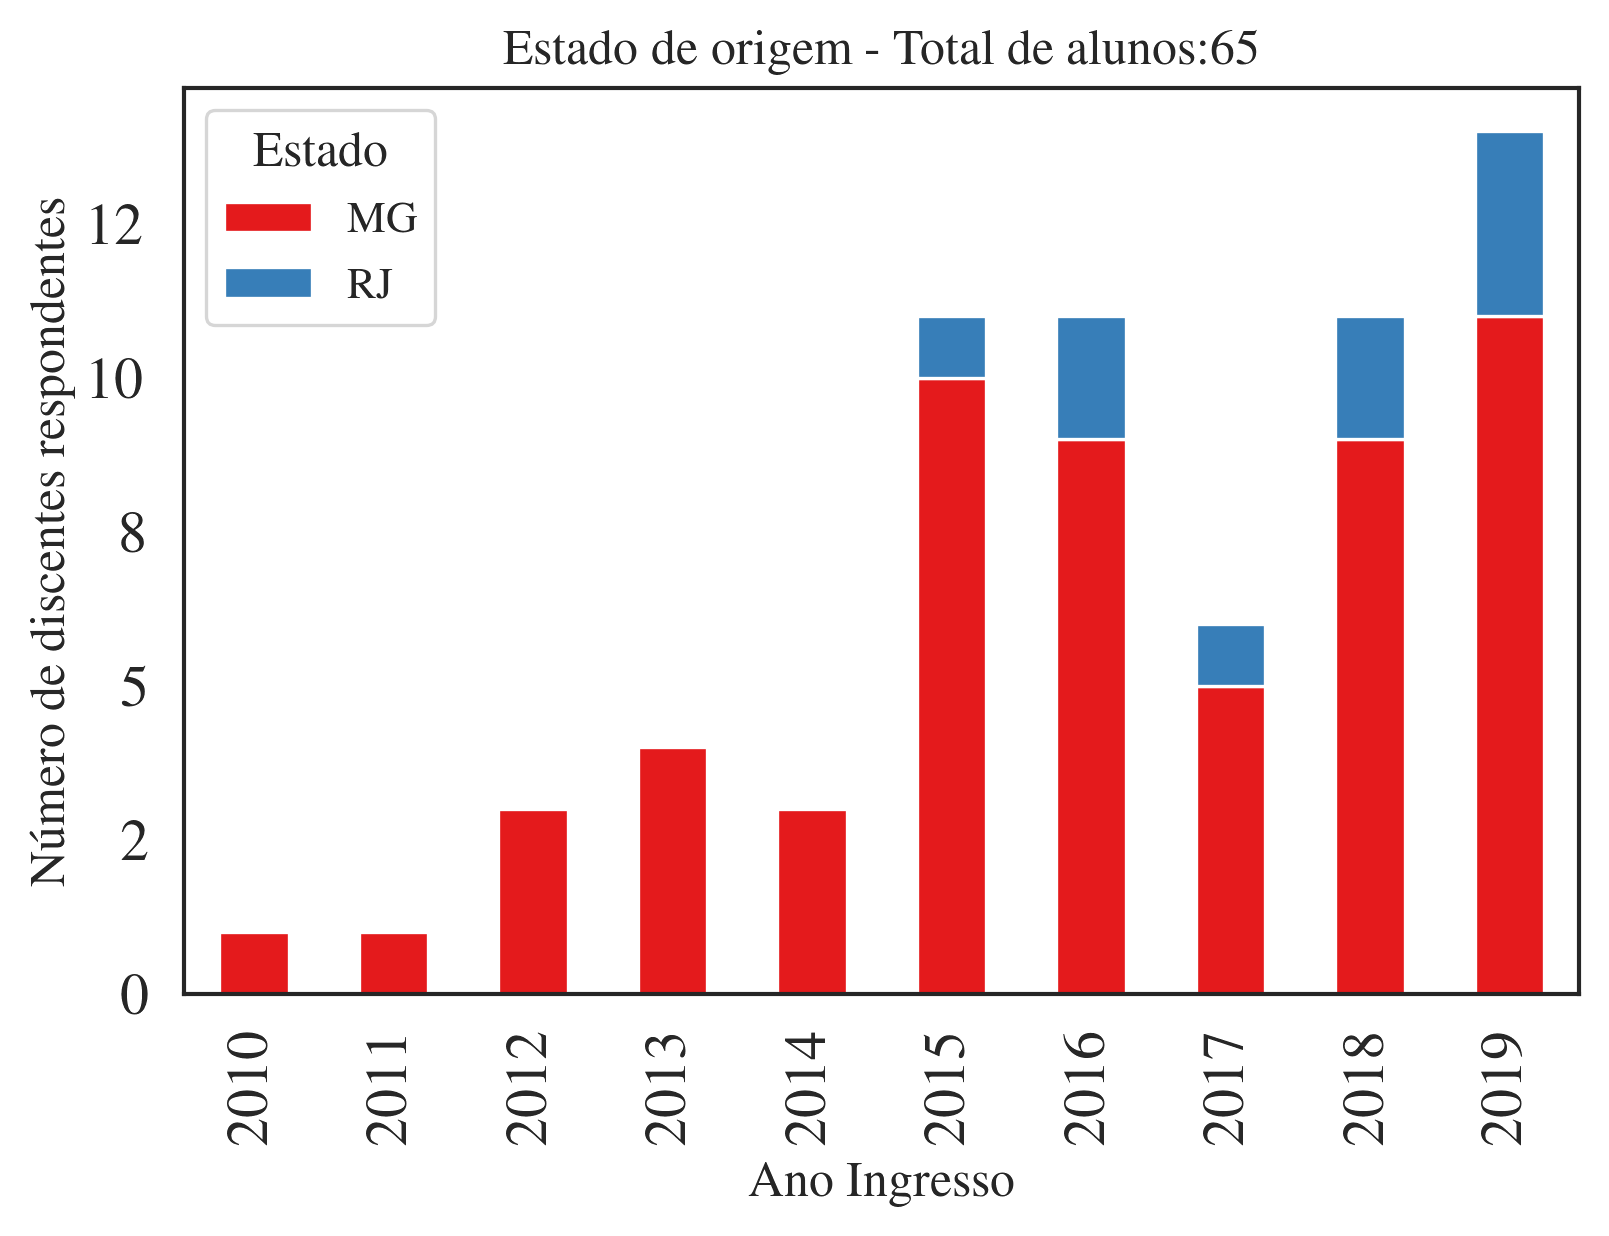 Estado de origem - Total de alunos:65
Estado
MG
RJ
Número de discentes respondentes
12
10
8
5
2
0
2010
2011
2012
2013
2014
2015
2016
2017
2018
2019
Ano Ingresso